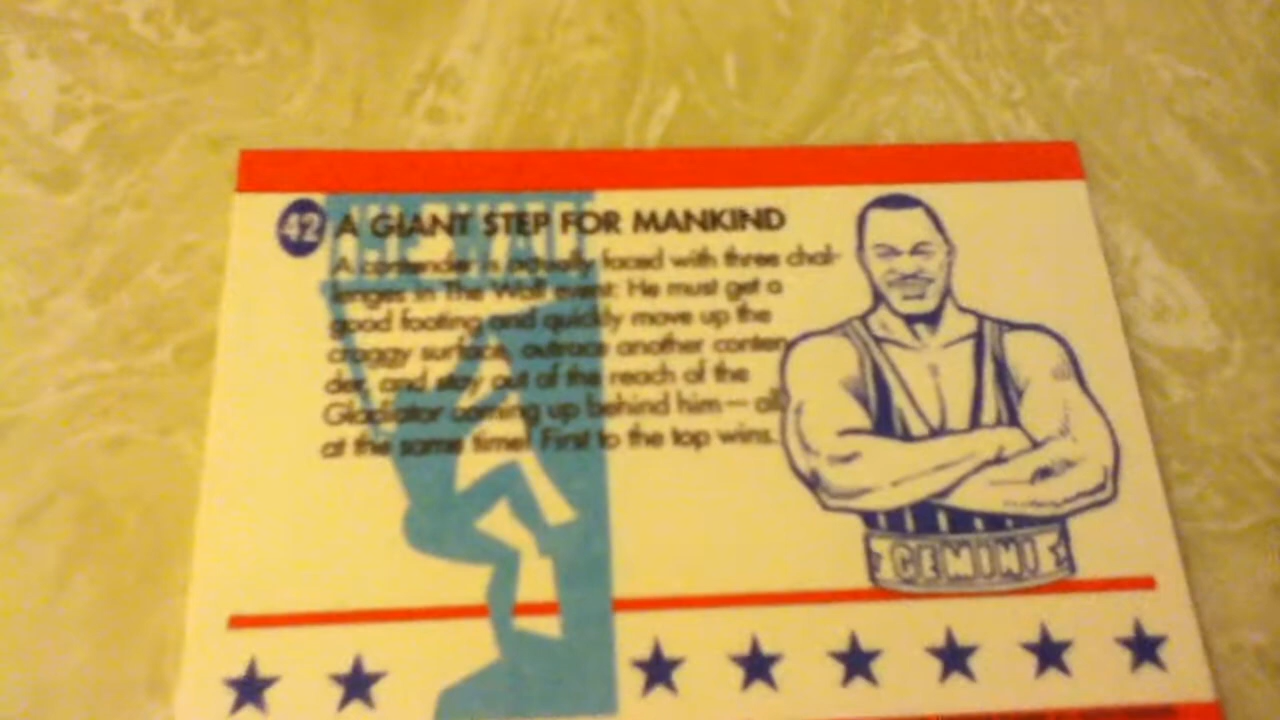 42 A GIANT STEP FOR MANKIND
THE WALL
A contender is actually faced with three chal-
lenges in The Wall event: He must get a
good footing and quickly move up the
craggy surface, outrace another conten-
der, and stay out of the reach of the
Gladiator coming up behind him — all
at the same time! First to the top wins.
GEMINI